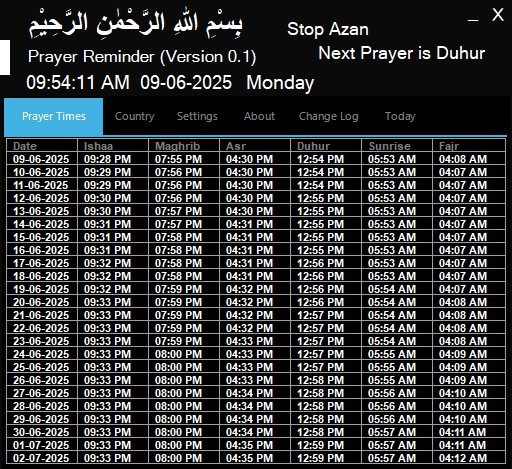 بِسْمِ اللهِ الرَّحْمٰنِ الرَّحِيْمِ
Stop Azan
_ X
Prayer Reminder (Version 0.1)
Next Prayer is Duhur
09:54:11 AM 09-06-2025 Monday
Prayer Times Country Settings About Change Log Today
Date Ishaa Maghrib Asr Duhur Sunrise Fajr
09-06-2025 09:28 PM 07:55 PM 04:30 PM 12:54 PM 05:53 AM 04:08 AM
10-06-2025 09:29 PM 07:56 PM 04:30 PM 12:54 PM 05:53 AM 04:07 AM
11-06-2025 09:29 PM 07:56 PM 04:30 PM 12:54 PM 05:53 AM 04:07 AM
12-06-2025 09:30 PM 07:56 PM 04:30 PM 12:55 PM 05:53 AM 04:07 AM
13-06-2025 09:30 PM 07:57 PM 04:30 PM 12:55 PM 05:53 AM 04:07 AM
14-06-2025 09:31 PM 07:57 PM 04:31 PM 12:55 PM 05:53 AM 04:07 AM
15-06-2025 09:31 PM 07:58 PM 04:31 PM 12:55 PM 05:53 AM 04:07 AM
16-06-2025 09:31 PM 07:58 PM 04:31 PM 12:55 PM 05:53 AM 04:07 AM
17-06-2025 09:32 PM 07:58 PM 04:31 PM 12:56 PM 05:53 AM 04:07 AM
18-06-2025 09:32 PM 07:58 PM 04:31 PM 12:56 PM 05:53 AM 04:07 AM
19-06-2025 09:32 PM 07:59 PM 04:32 PM 12:56 PM 05:54 AM 04:07 AM
20-06-2025 09:33 PM 07:59 PM 04:32 PM 12:56 PM 05:54 AM 04:08 AM
21-06-2025 09:33 PM 07:59 PM 04:32 PM 12:57 PM 05:54 AM 04:08 AM
22-06-2025 09:33 PM 07:59 PM 04:32 PM 12:57 PM 05:54 AM 04:08 AM
23-06-2025 09:33 PM 07:59 PM 04:33 PM 12:57 PM 05:54 AM 04:08 AM
24-06-2025 09:33 PM 08:00 PM 04:33 PM 12:57 PM 05:55 AM 04:09 AM
25-06-2025 09:33 PM 08:00 PM 04:33 PM 12:57 PM 05:55 AM 04:09 AM
26-06-2025 09:33 PM 08:00 PM 04:33 PM 12:58 PM 05:55 AM 04:09 AM
27-06-2025 09:33 PM 08:00 PM 04:34 PM 12:58 PM 05:56 AM 04:10 AM
28-06-2025 09:33 PM 08:00 PM 04:34 PM 12:58 PM 05:56 AM 04:10 AM
29-06-2025 09:33 PM 08:00 PM 04:34 PM 12:58 PM 05:56 AM 04:10 AM
30-06-2025 09:33 PM 08:00 PM 04:34 PM 12:58 PM 05:57 AM 04:11 AM
01-07-2025 09:33 PM 08:00 PM 04:35 PM 12:59 PM 05:57 AM 04:11 AM
02-07-2025 09:33 PM 08:00 PM 04:35 PM 12:59 PM 05:57 AM 04:12 AM